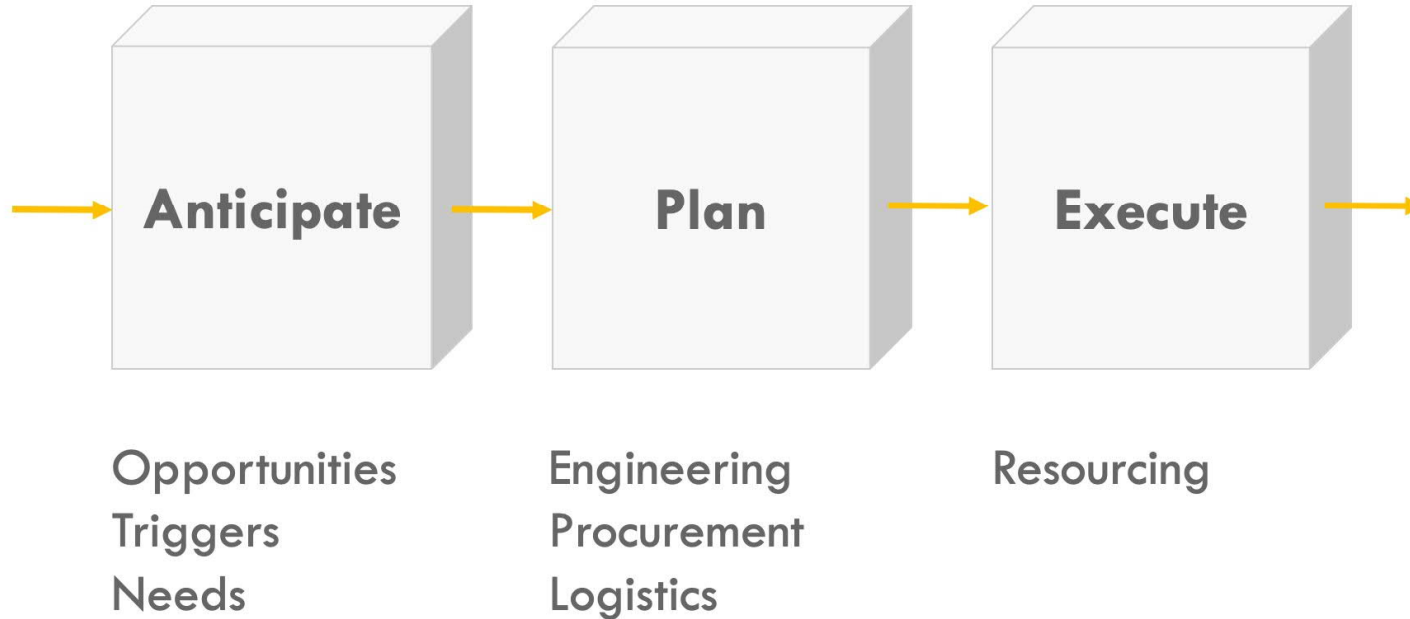 Anticipate
Plan
Execute
Opportunities
Triggers
Needs
Engineering
Procurement
Logistics
Resourcing